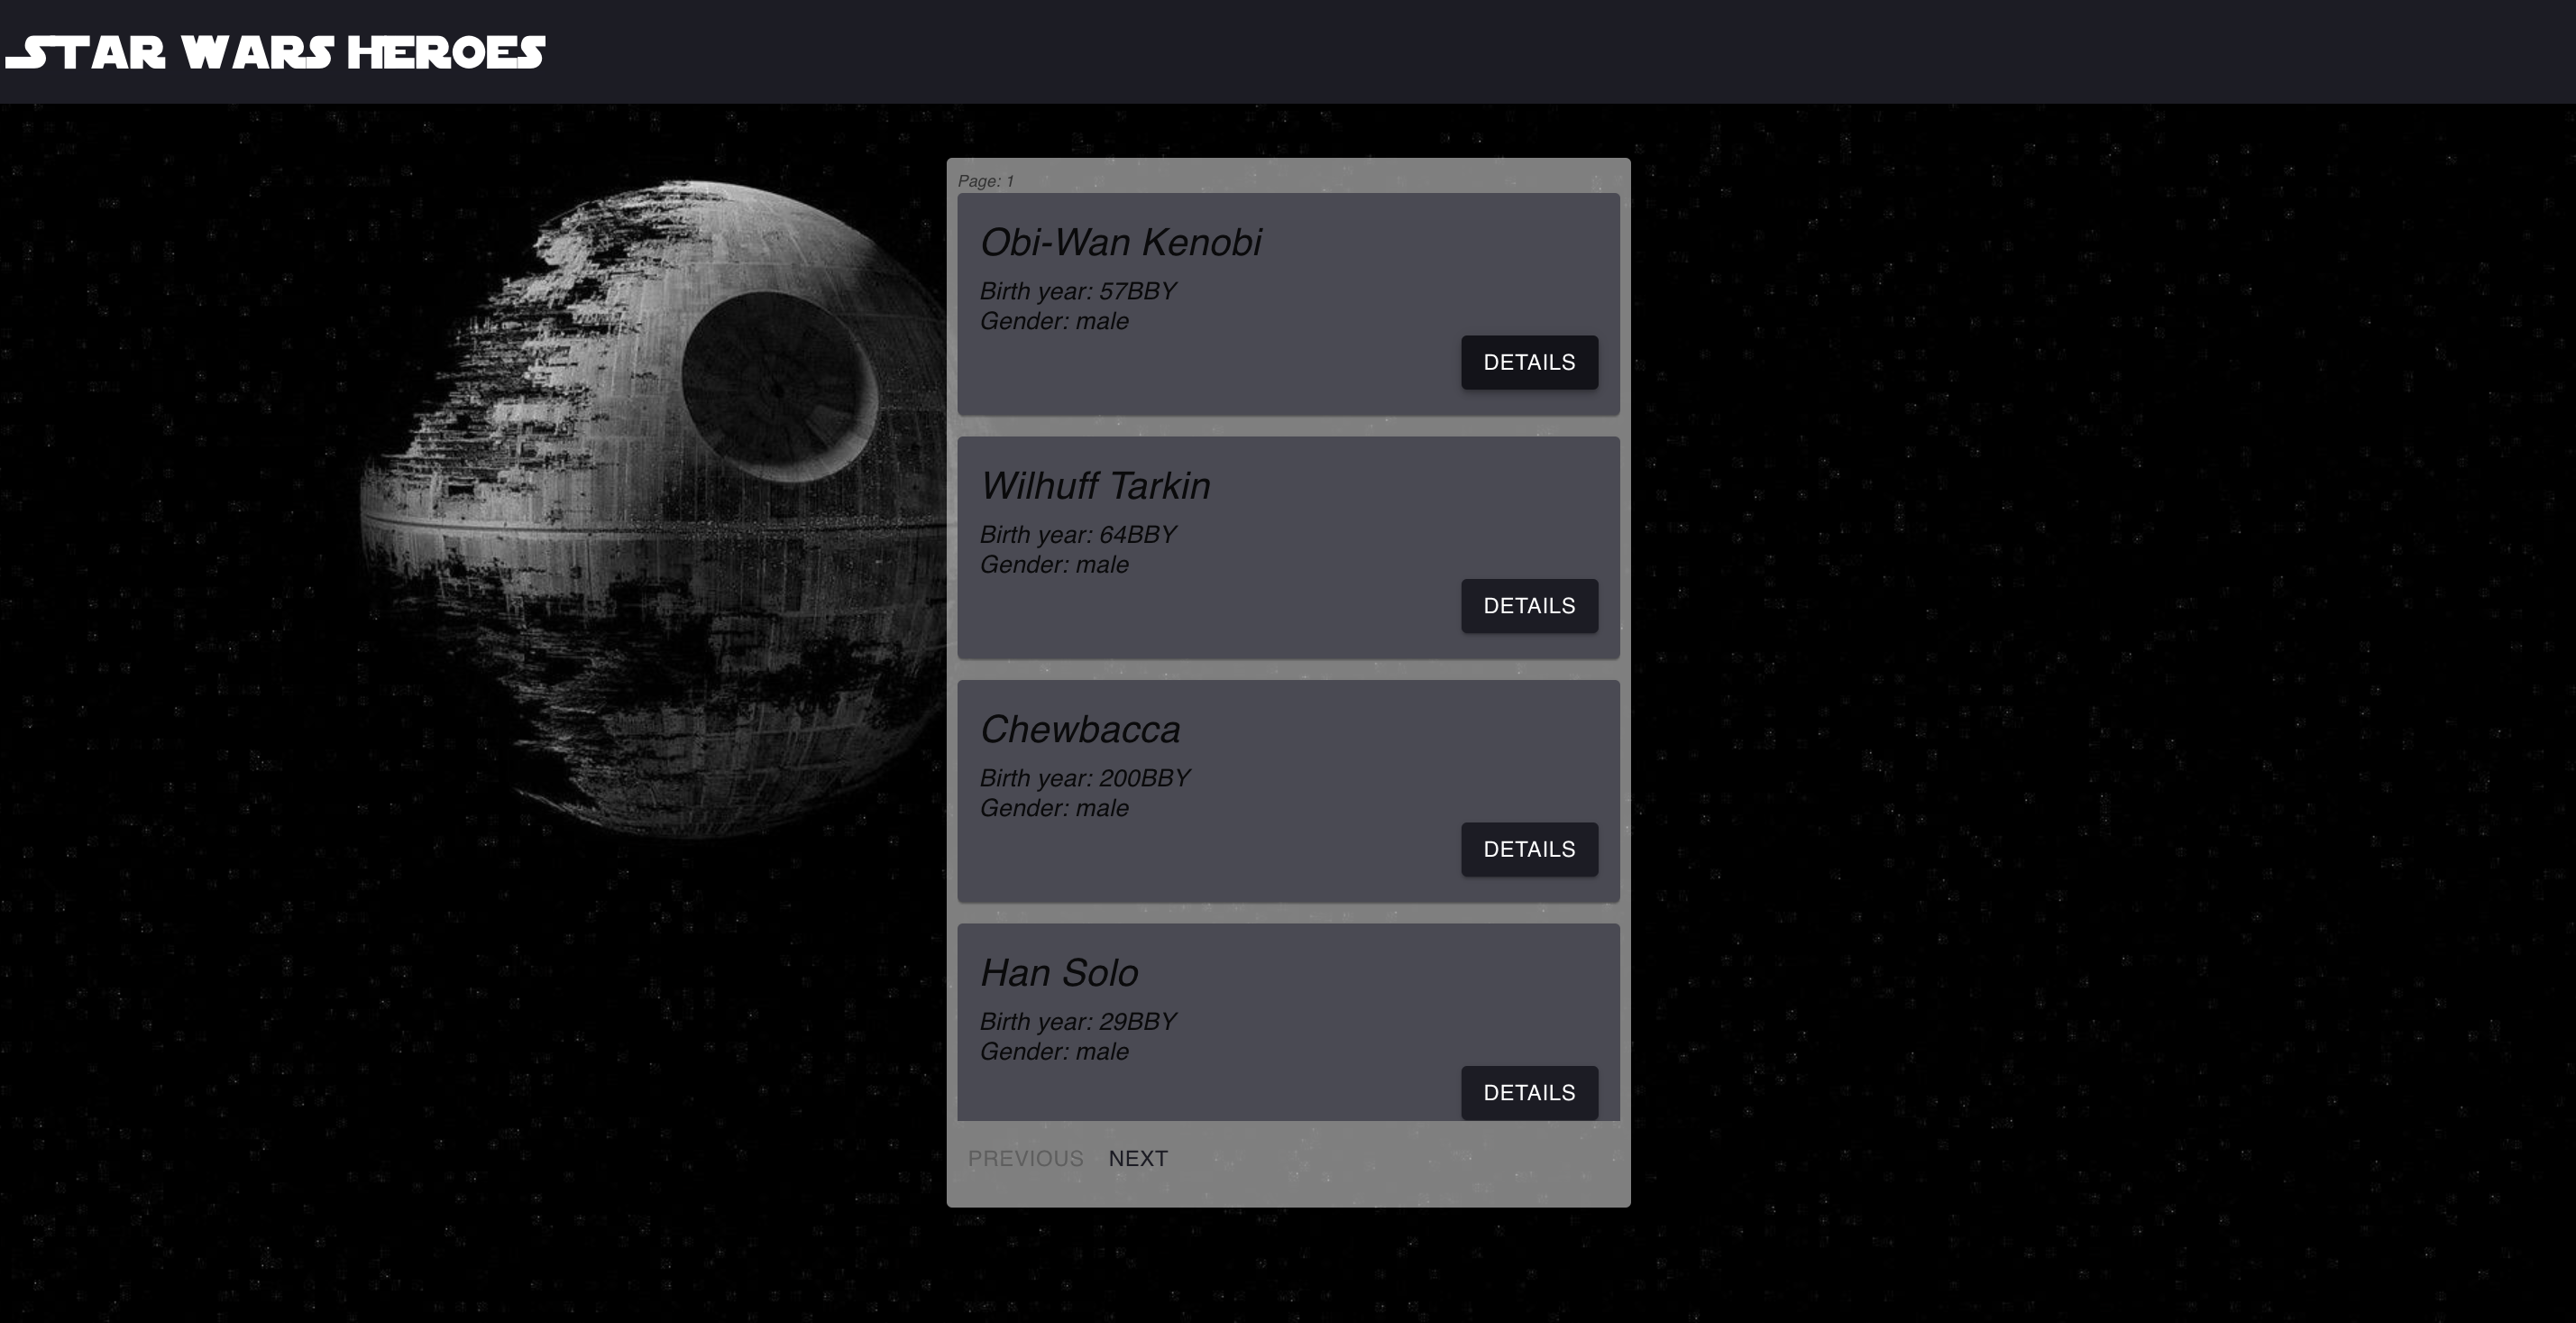 STAR WARS HEROES
Page: 1
Obi-Wan Kenobi
Birth year: 57BBY
Gender: male
DETAILS
Wilhuff Tarkin
Birth year: 64BBY
Gender: male
DETAILS
Chewbacca
Birth year: 200BBY
Gender: male
DETAILS
Han Solo
Birth year: 29BBY
Gender: male
DETAILS
PREVIOUS NEXT